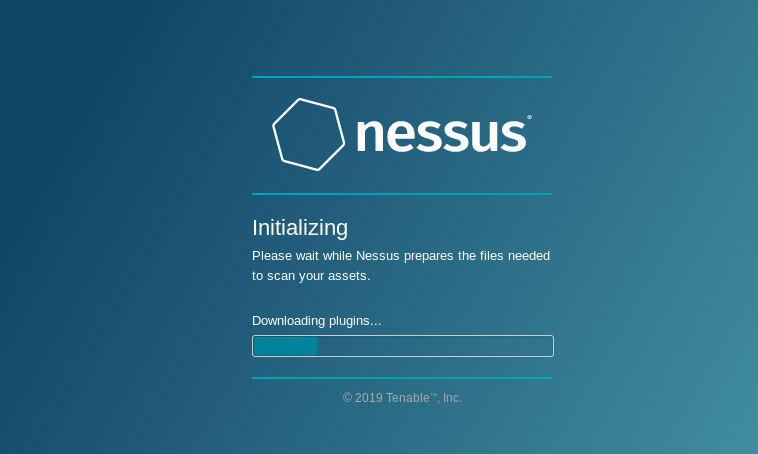 nessus®
Initializing
Please wait while Nessus prepares the files needed
to scan your assets.
Downloading plugins...
© 2019 Tenable™, Inc.